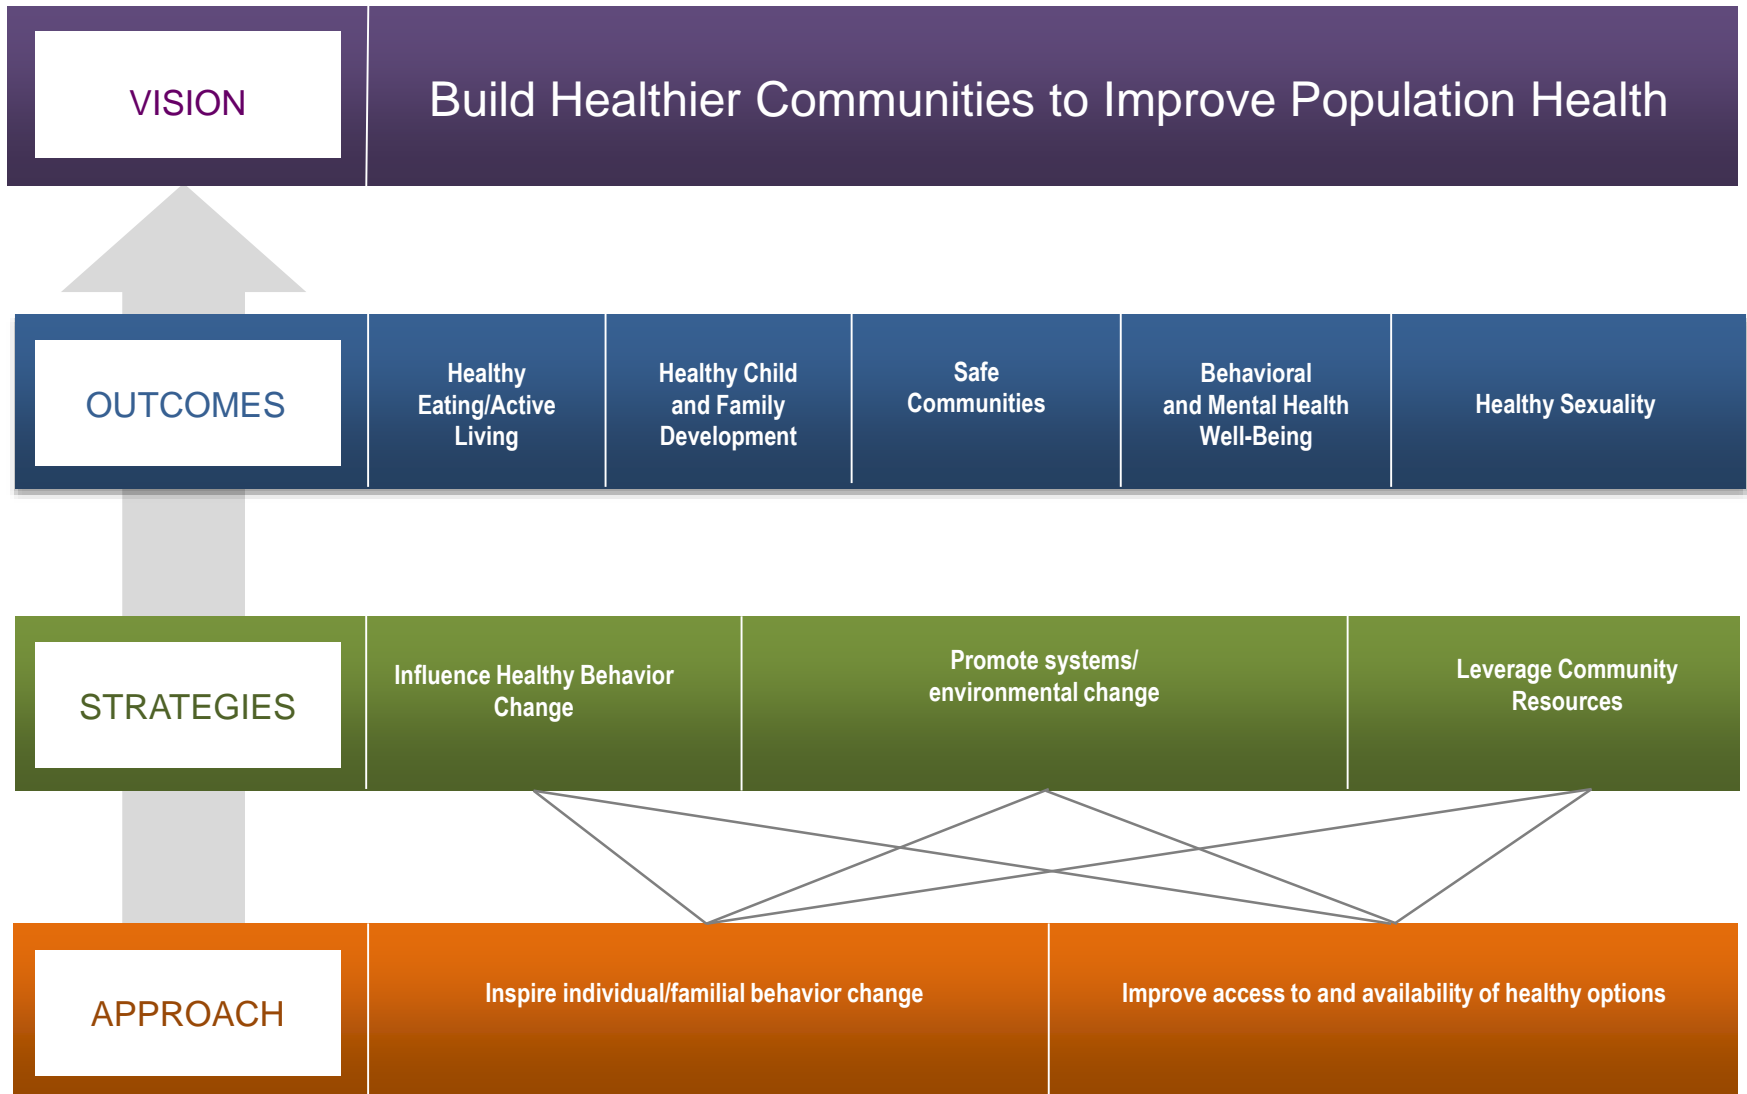 VISION
Build Healthier Communities to Improve Population Health
OUTCOMES
Healthy
Eating/Active
Living
Healthy Child
and Family
Development
Safe
Communities
Behavioral
and Mental Health
Well-Being
Healthy Sexuality
STRATEGIES
Influence Healthy Behavior
Change
Promote systems/
environmental change
Leverage Community
Resources
APPROACH
Inspire individual/familial behavior change
Improve access to and availability of healthy options